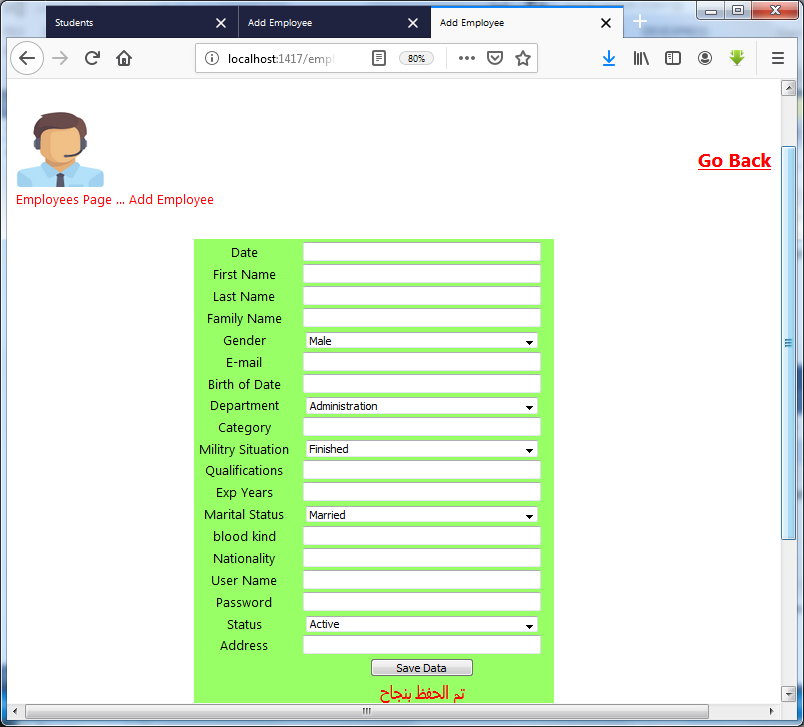 Students
Add Employee
Add Employee
localhost:1417/empl
80%
Go Back
Employees Page ... Add Employee
Date
First Name
Last Name
Family Name
Gender Male
E-mail
Birth of Date
Department Administration
Category
Militry Situation Finished
Qualifications
Exp Years
Marital Status Married
blood kind
Nationality
User Name
Password
Status Active
Address
Save Data
تم الحفظ بنجاح